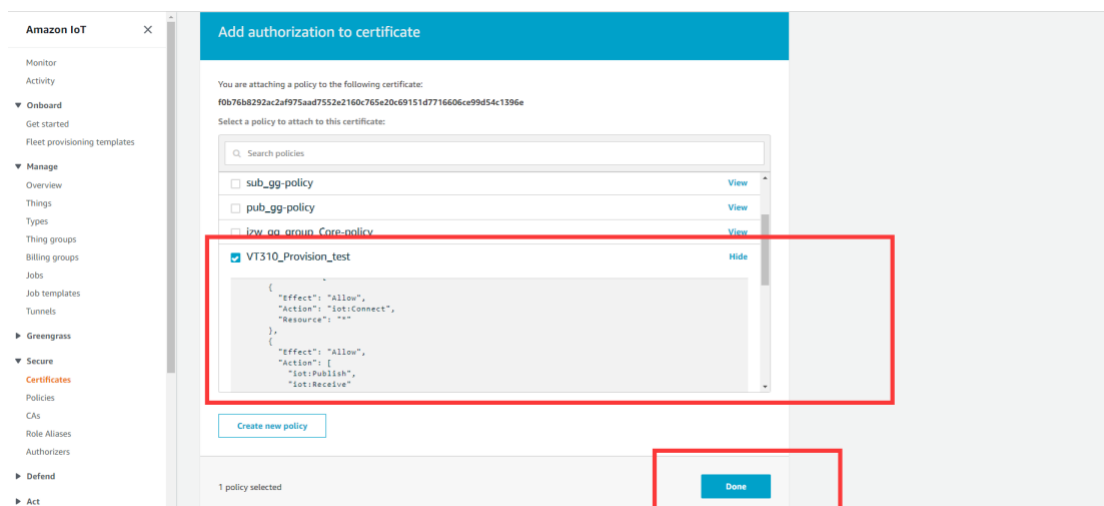 Amazon IoT
Monitor
Activity
Onboard
Get started
Fleet provisioning templates
Manage
Overview
Things
Types
Thing groups
Billing groups
Jobs
Job templates
Tunnels
Greengrass
Secure
Certificates
Policies
CAs
Role Aliases
Authorizers
Defend
Act
Add authorization to certificate
You are attaching a policy to the following certificate:
f0b76b8292ac2af975aad7552e2160c765e20c69151d7716606ce99d54c1396e
Select a policy to attach to this certificate:
Search policies
sub_gg-policy View
pub_gg-policy View
izw_gg_group_Core-policy View
VT310_Provision_test Hide
{
"Effect": "Allow",
"Action": "iot:Connect",
"Resource": "*"
},
{
"Effect": "Allow",
"Action": [
"iot:Publish",
"iot:Receive"
Create new policy
1 policy selected Done